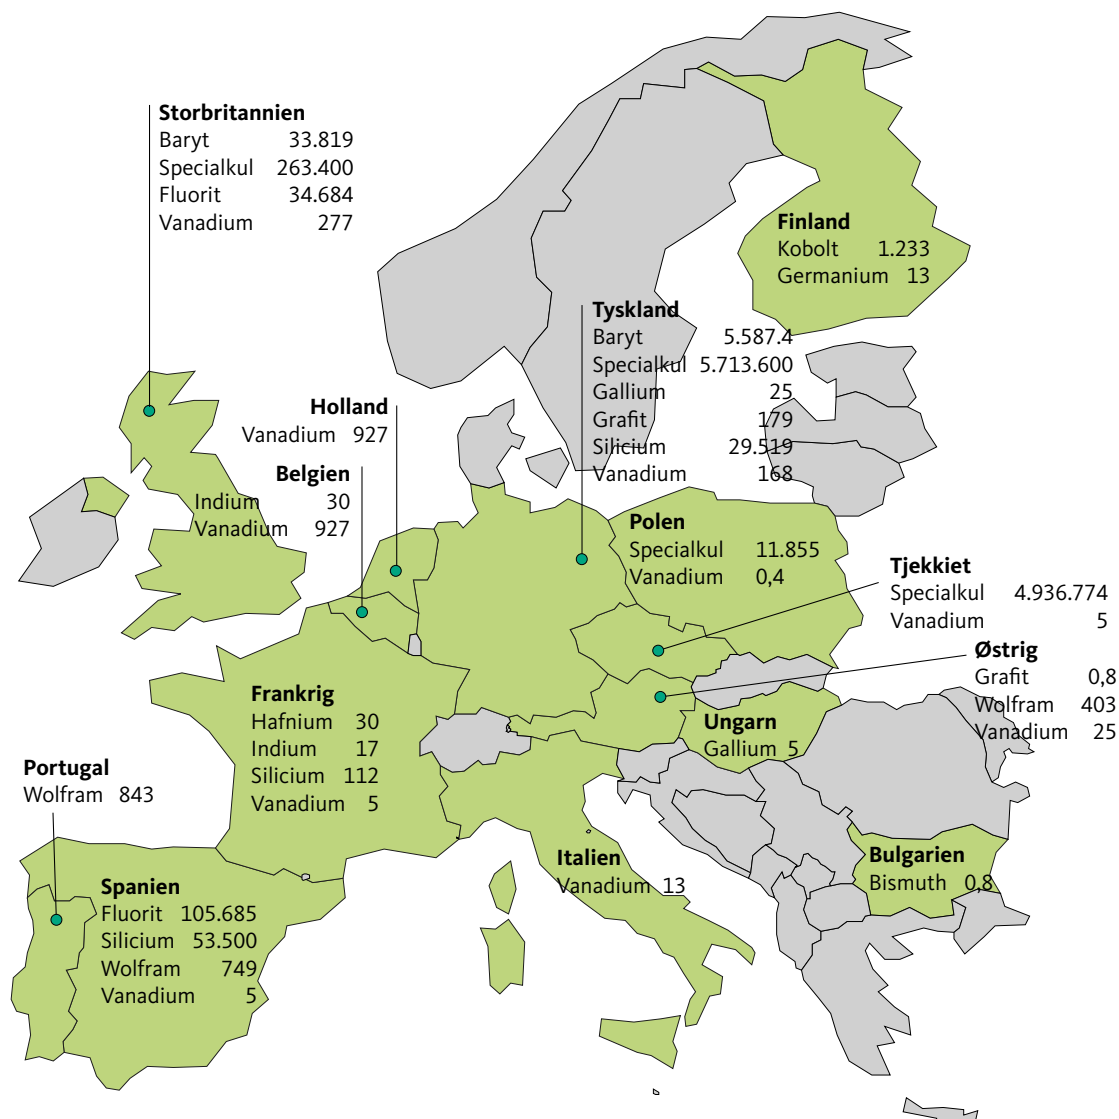 Storbritannien
Baryt 33.819
Specialkul 263.400
Fluorit 34.684
Vanadium 277
Finland
Kobolt 1.233
Germanium 13
Tyskland
Baryt 5.587.4
Specialkul 5.713.600
Gallium 25
Grafit 179
Silicium 29.519
Vanadium 168
Holland
Vanadium 927
Belgien
Indium 30
Vanadium 927
Polen
Specialkul 11.855
Vanadium 0,4
Tjekkiet
Specialkul 4.936.774
Vanadium 5
Østrig
Grafit 0,8
Wolfram 403
Vanadium 25
Frankrig
Hafnium 30
Indium 17
Silicium 112
Vanadium 5
Ungarn
Gallium 5
Portugal
Wolfram 843
Italien
Vanadium 13
Bulgarien
Bismuth 0,8
Spanien
Fluorit 105.685
Silicium 53.500
Wolfram 749
Vanadium 5